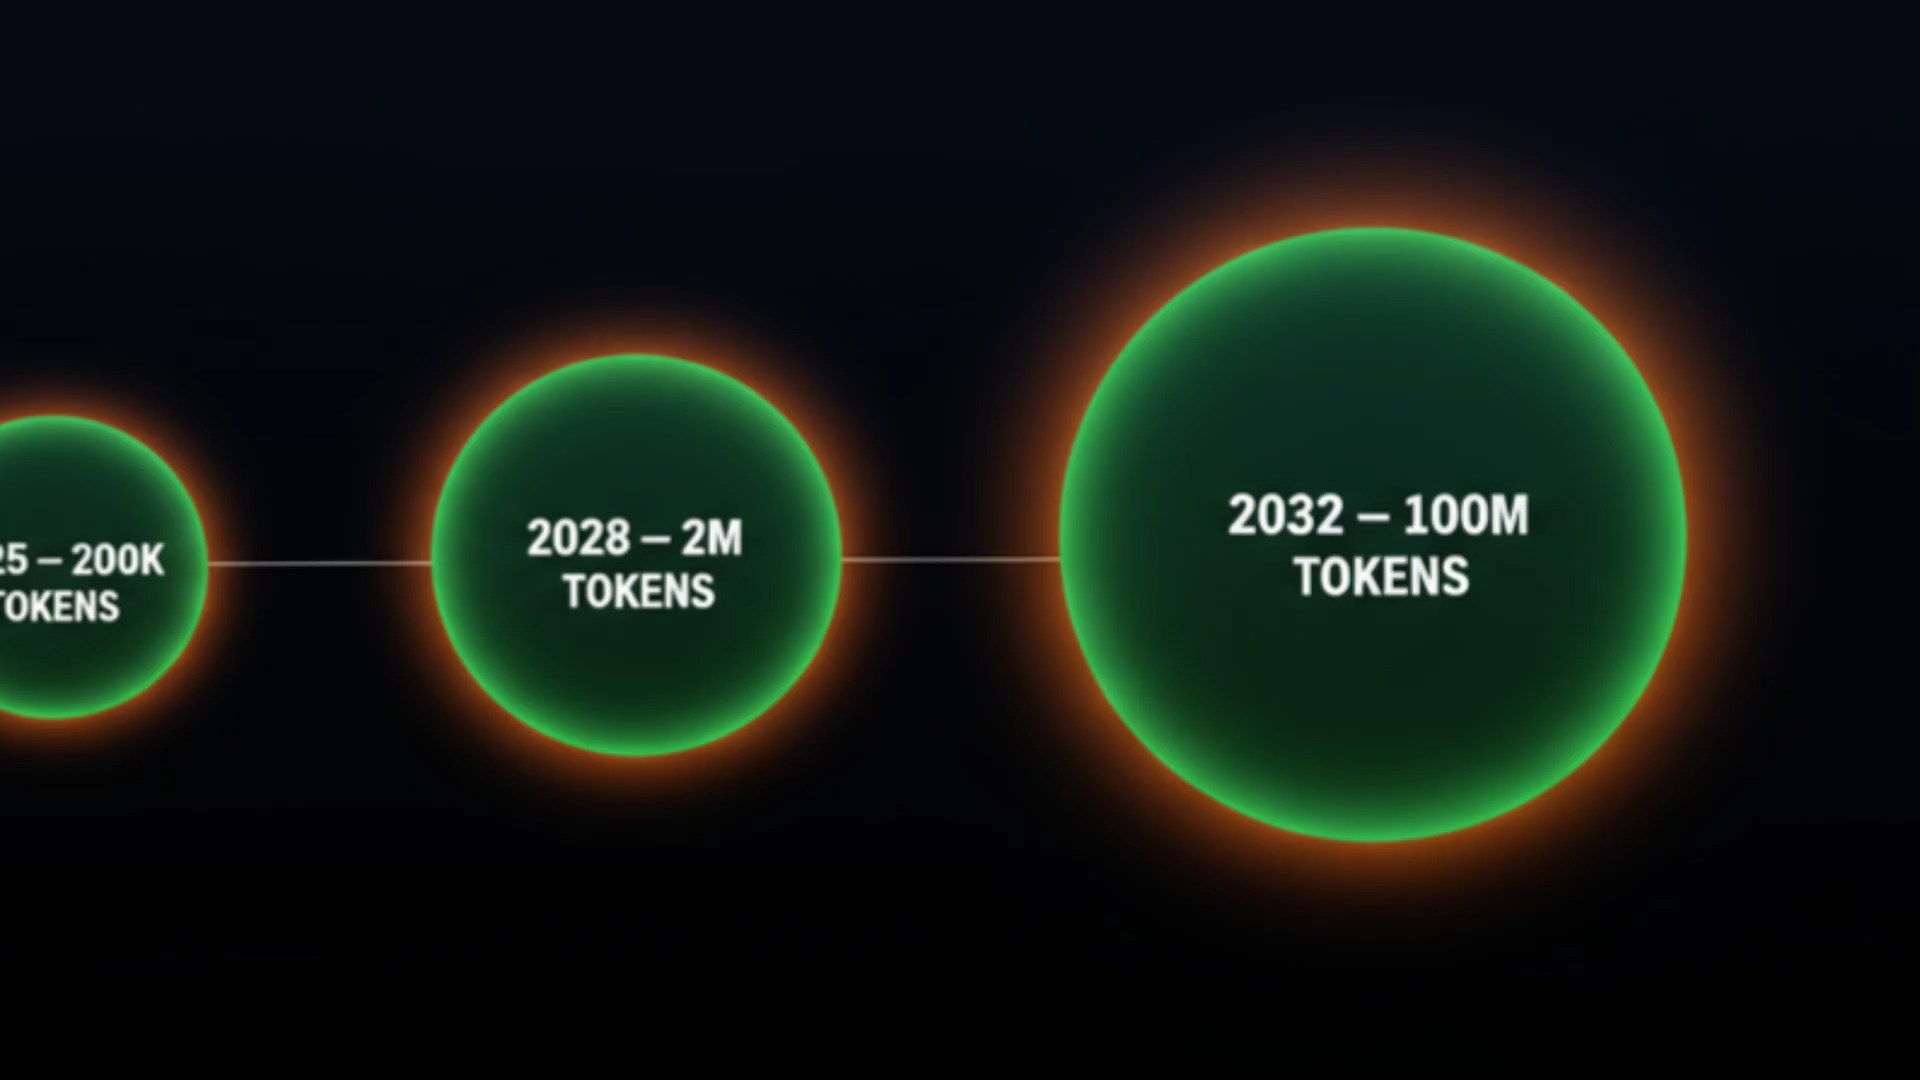 25 – 200K
TOKENS
2028 – 2M
TOKENS
2032 – 100M
TOKENS